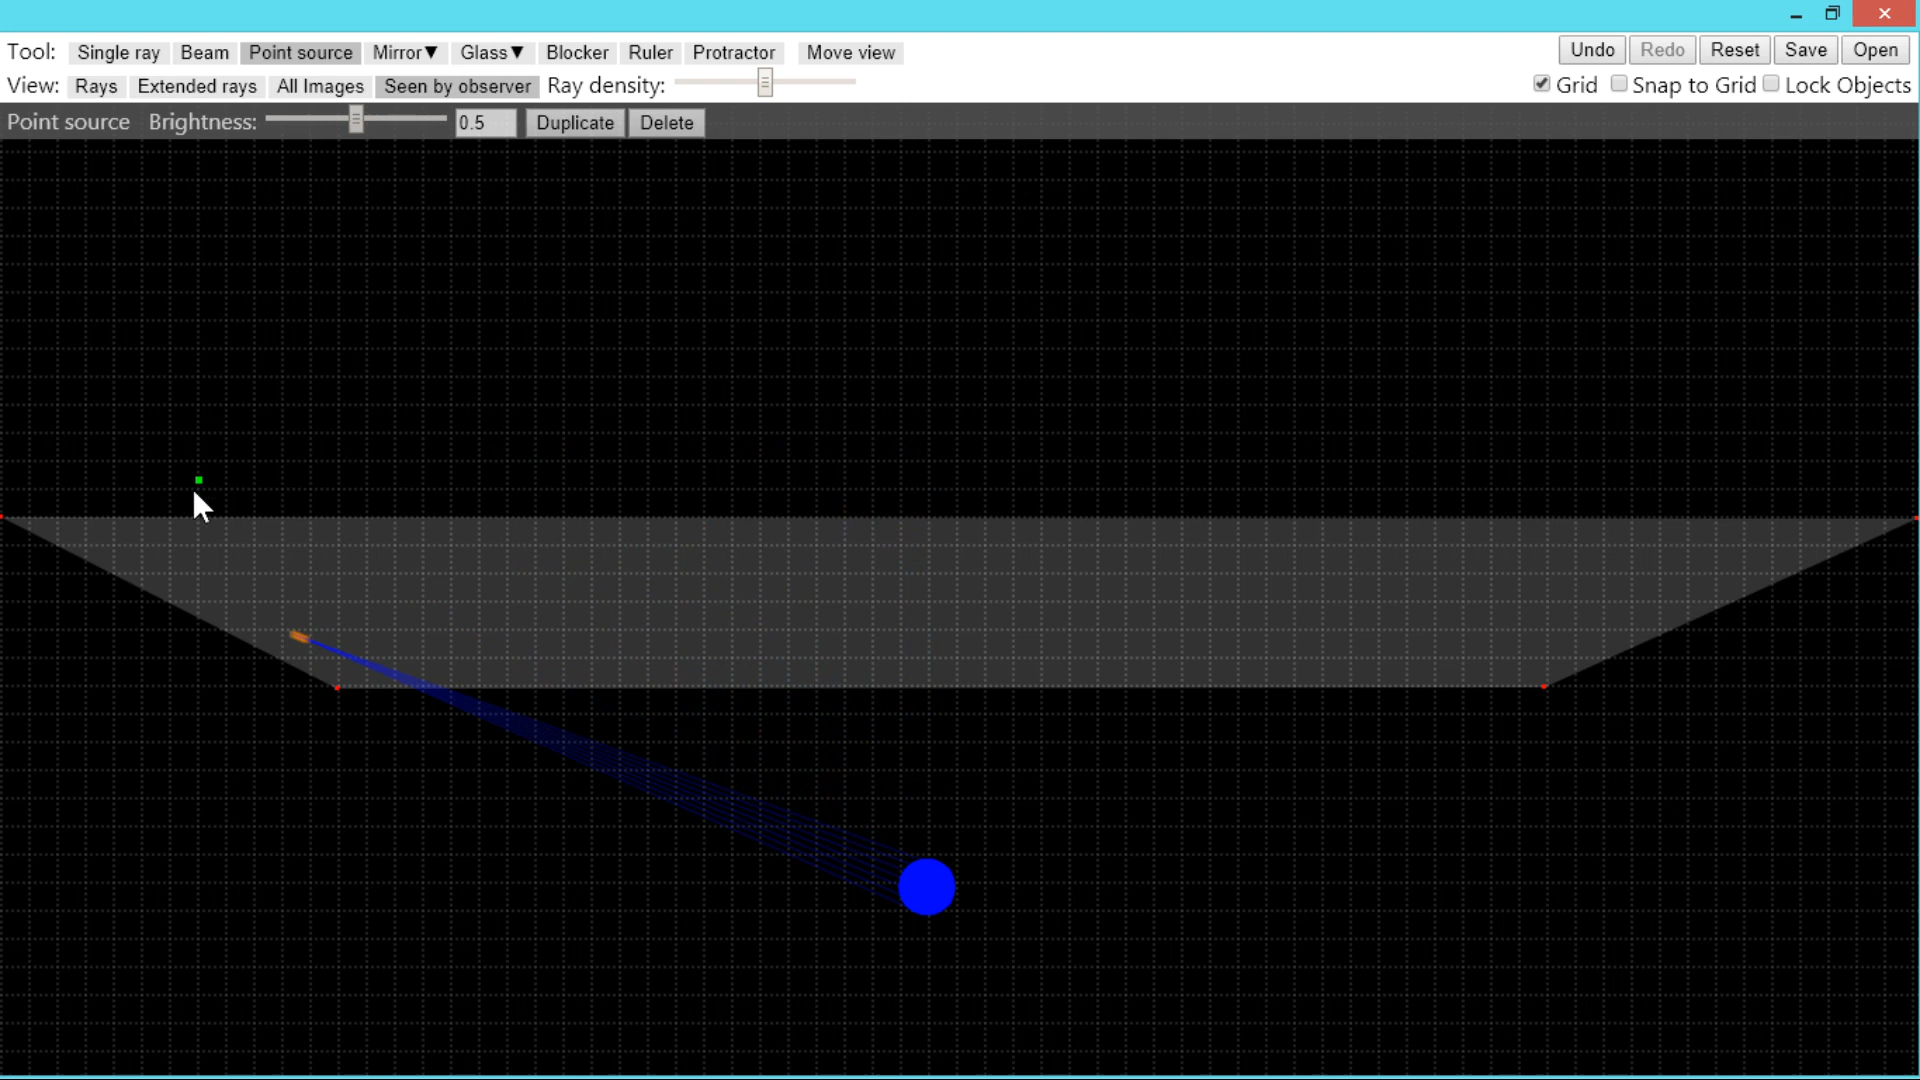 Tool: Single ray Beam Point source Mirror▼ Glass▼ Blocker Ruler Protractor Move view Undo Redo Reset Save Open
View: Rays Extended rays All Images Seen by observer Ray density: Grid Snap to Grid Lock Objects
Point source Brightness: 0.5 Duplicate Delete